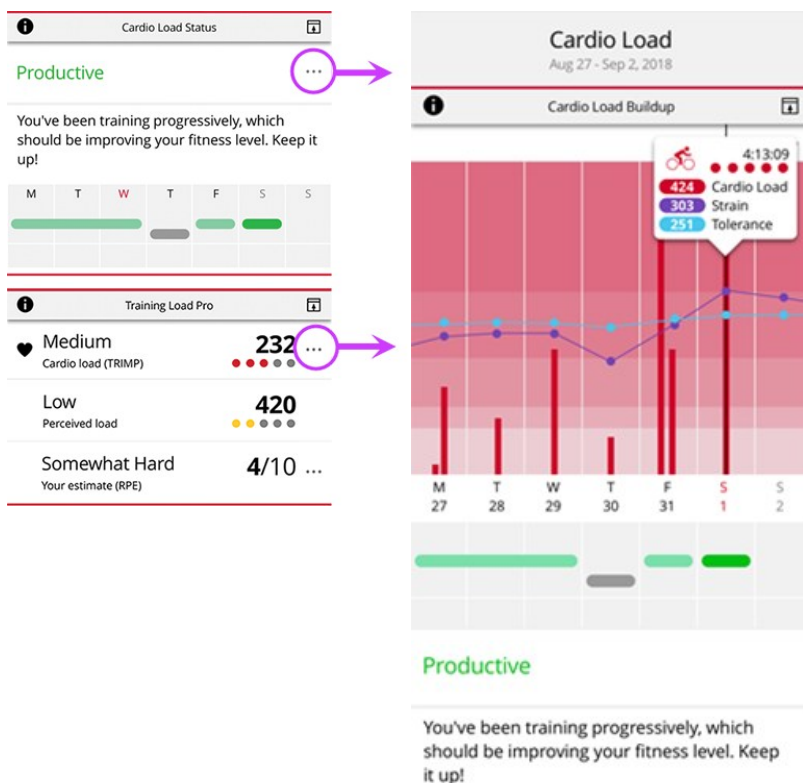 Cardio Load Status
Productive
...
You've been training progressively, which
should be improving your fitness level. Keep it
up!
M T W T F S S
Training Load Pro
Medium 232 ...
Cardio load (TRIMP)
Low 420
Perceived load
Somewhat Hard 4/10 ...
Your estimate (RPE)
Cardio Load
Aug 27 - Sep 2, 2018
Cardio Load Buildup
4:13:09
424 Cardio Load
303 Strain
251 Tolerance
M T W T F S S
27 28 29 30 31 1 2
Productive
You've been training progressively, which
should be improving your fitness level. Keep
it up!